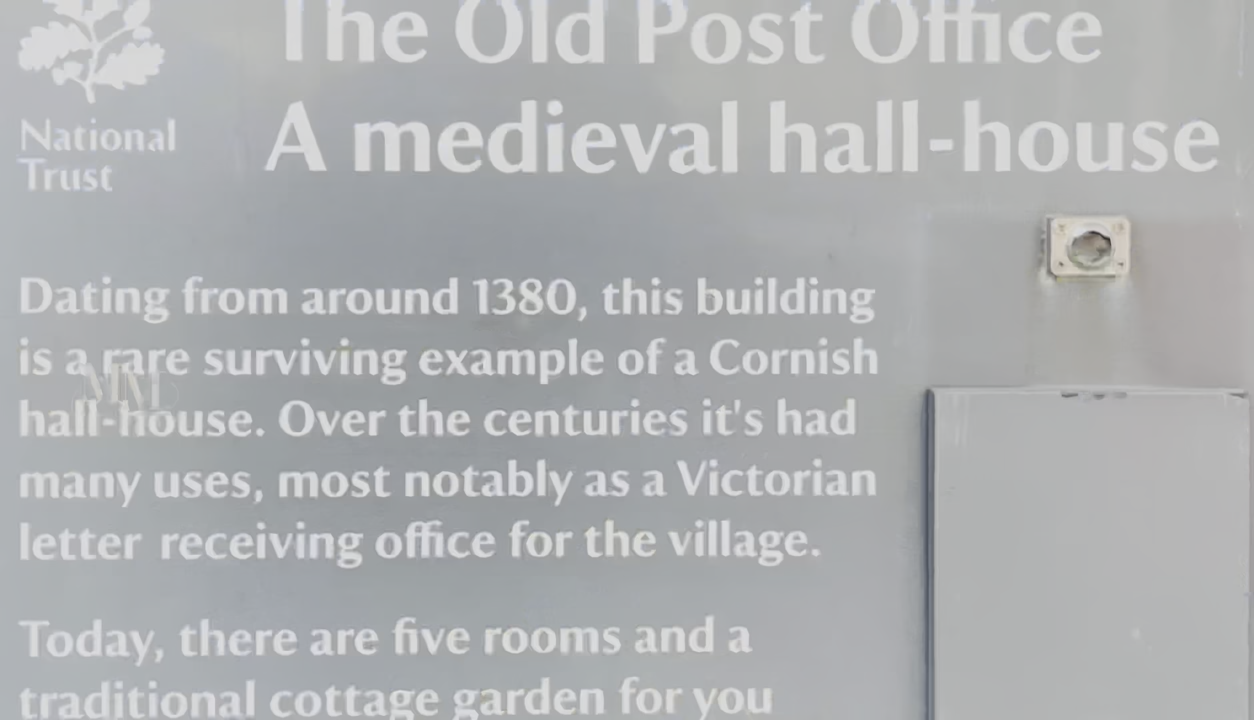 The Old Post Office
A medieval hall-house
National
Trust
Dating from around 1380, this building
is a rare surviving example of a Cornish
hall-house. Over the centuries it's had
many uses, most notably as a Victorian
letter receiving office for the village.
Today, there are five rooms and a
traditional cottage garden for you
MM